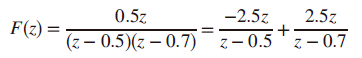 F(z) = 0.5z / (z − 0.5)(z − 0.7) = −2.5z / z − 0.5 + 2.5z / z − 0.7